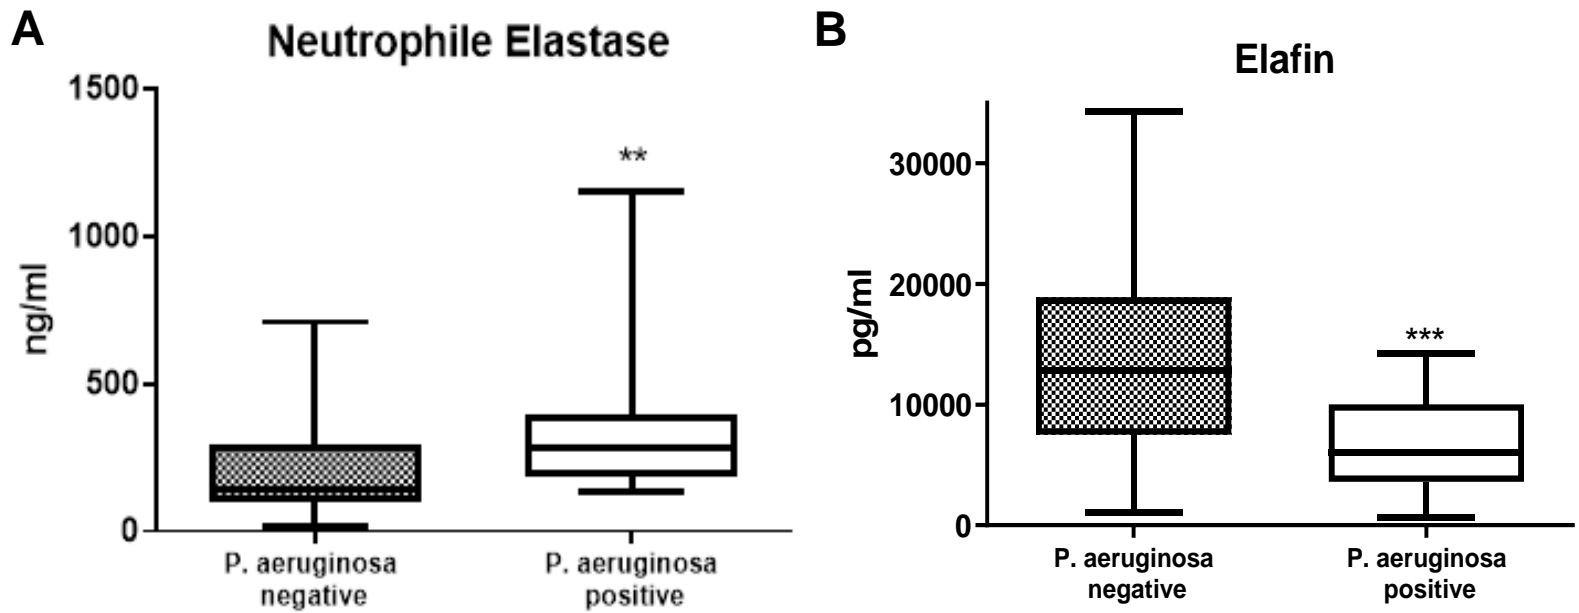 A
Neutrophile Elastase
1500
1000
500
0
ng/ml
**
P. aeruginosa
negative
P. aeruginosa
positive
B
Elafin
30000
20000
10000
0
pg/ml
***
P. aeruginosa
negative
P. aeruginosa
positive